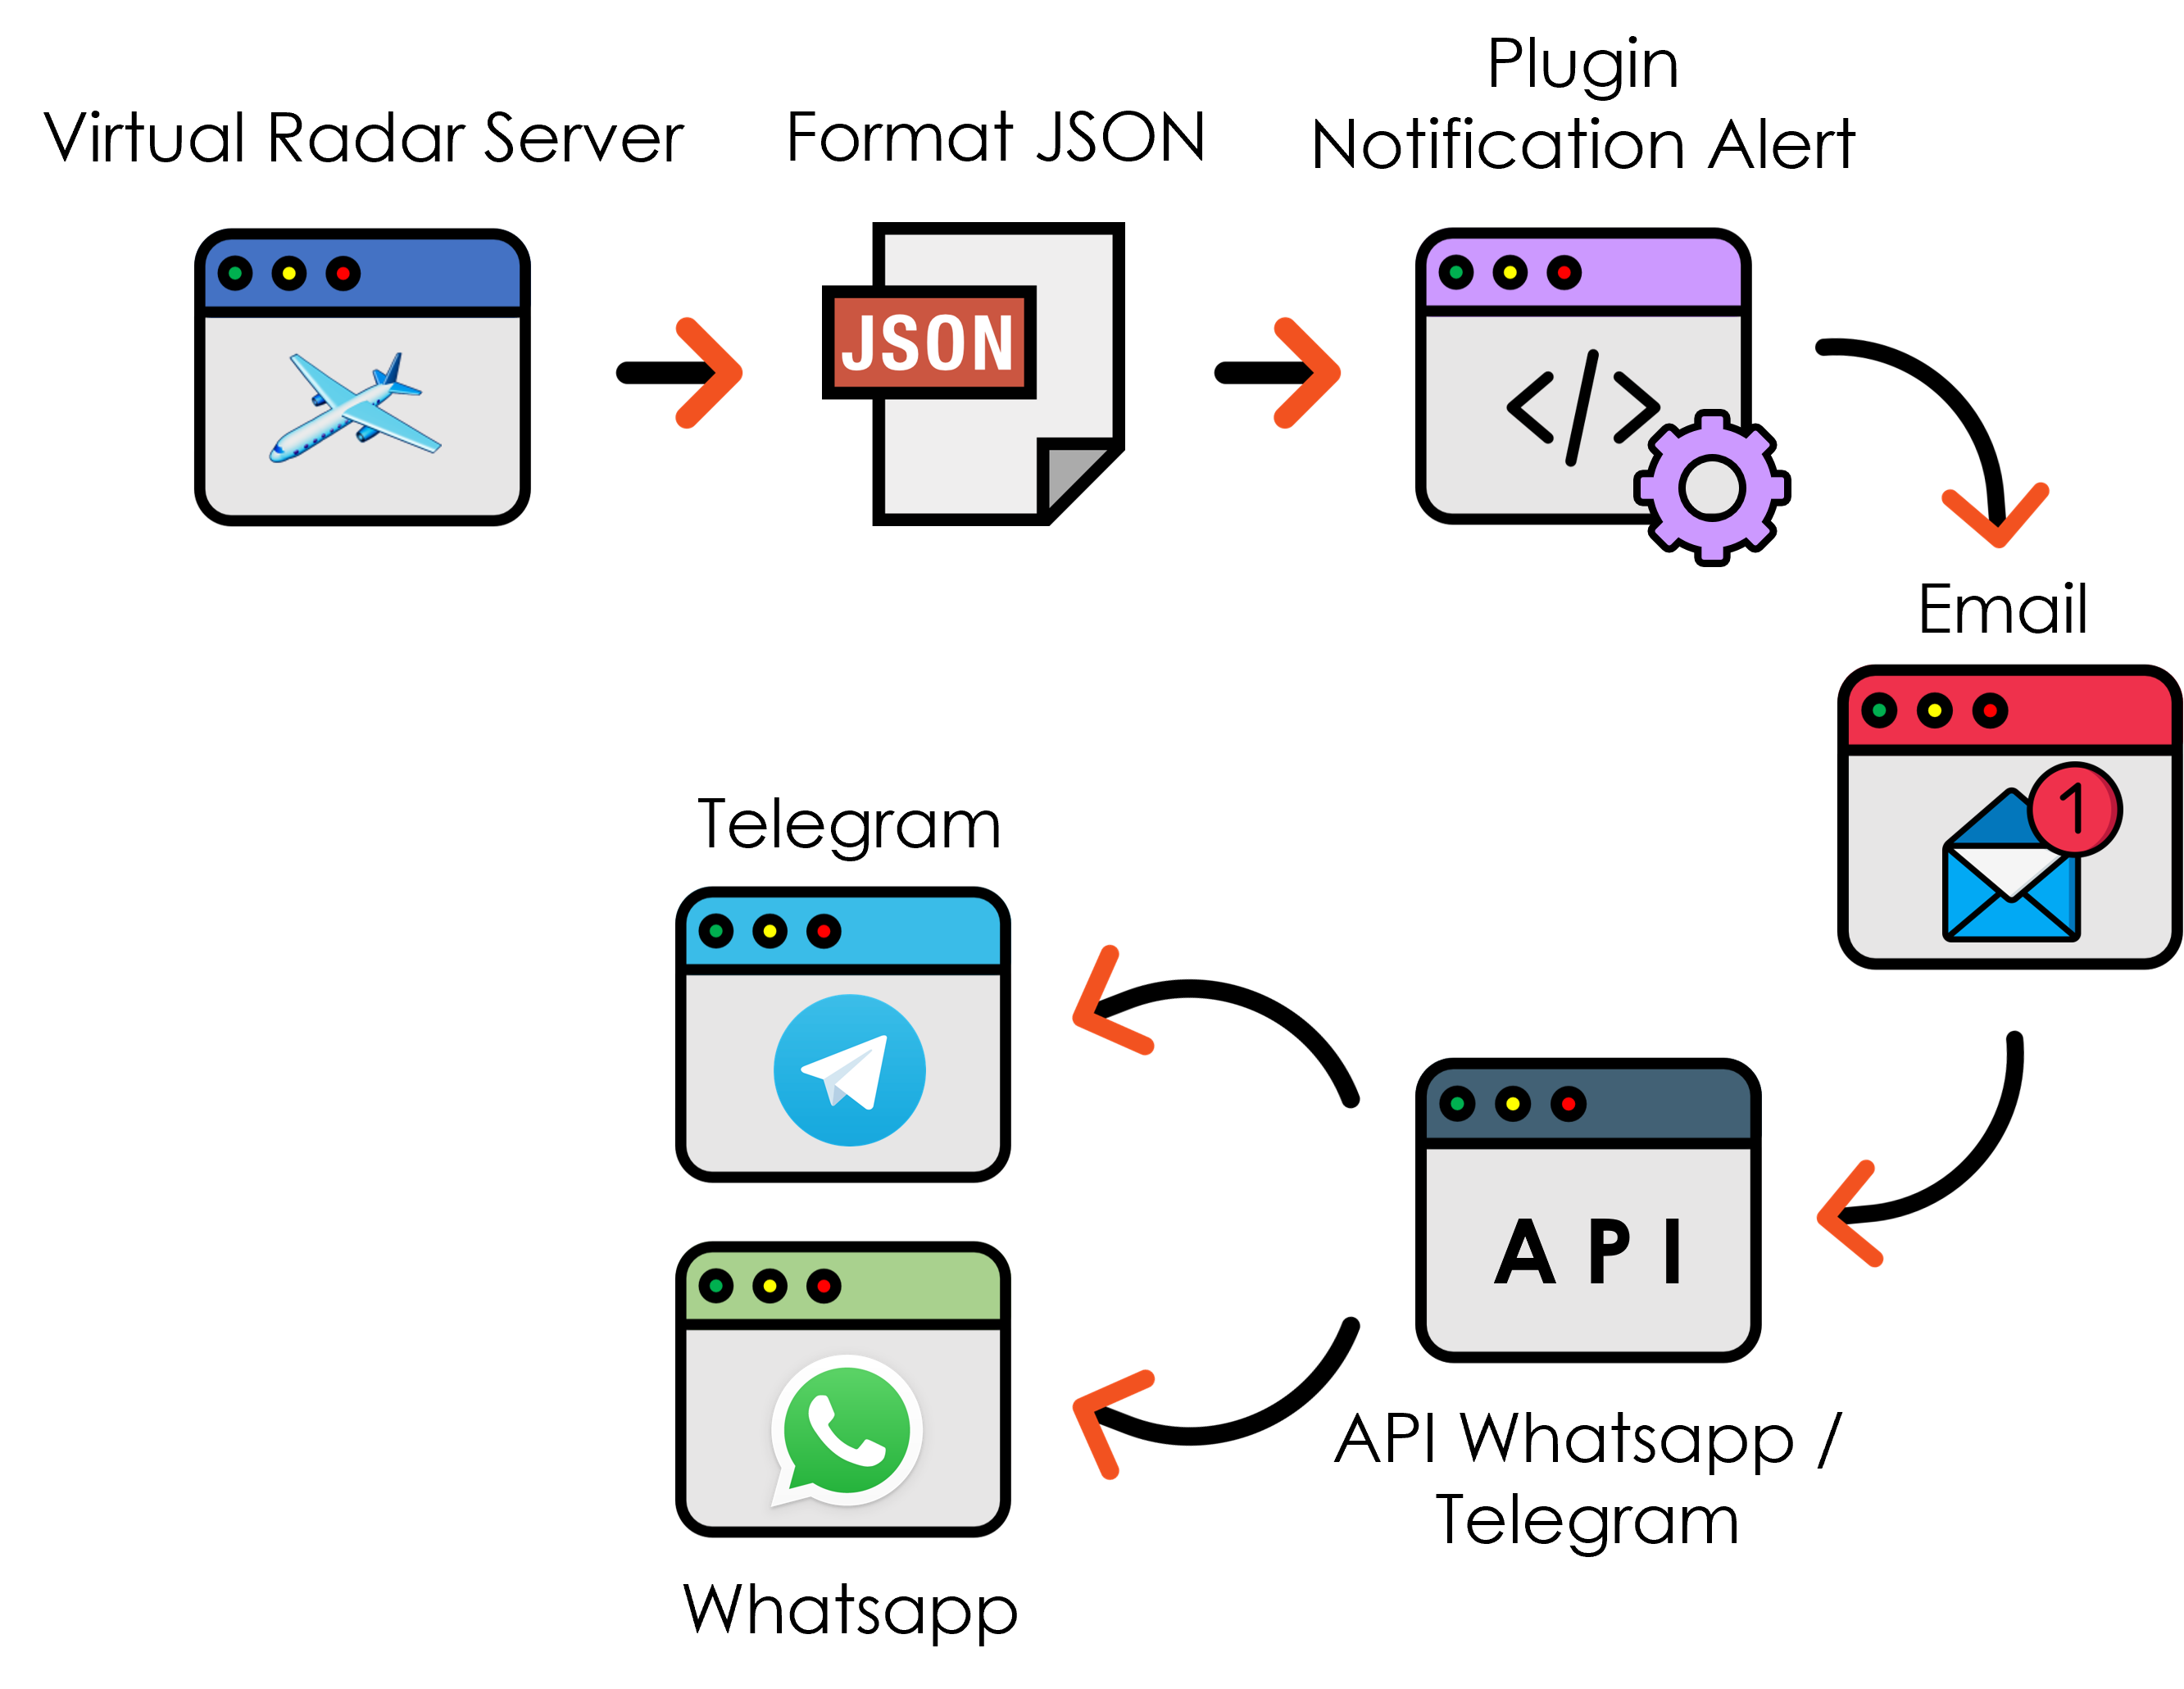 Virtual Radar Server
Format JSON
Plugin
Notification Alert
JSON
</>
Email
1
Telegram
API
API Whatsapp /
Telegram
Whatsapp